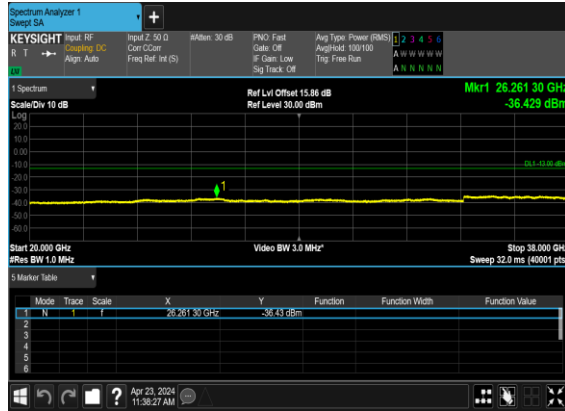 Spectrum Analyzer 1
Swept SA
+
KEYSIGHT Input: RF
R T Coupling: DC
Align: Auto
LXI
Input Z: 50 Ω
Corr CCorr
Freq Ref: Int (S)
#Atten: 30 dB
PNO: Fast
Gate: Off
IF Gain: Low
Sig Track: Off
Avg Type: Power (RMS)
Avg|Hold: 100/100
Trig: Free Run
1 2 3 4 5 6
A W W W W W
A N N N N N
1 Spectrum
Scale/Div 10 dB
Ref Lvl Offset 15.86 dB
Ref Level 30.00 dBm
Mkr1 26.261 30 GHz
-36.429 dBm
Log
20.0
10.0
0.00
-10.0
DL1 -13.00 dBm
-20.0
1
-30.0
-40.0
-50.0
-60.0
Start 20.000 GHz
#Res BW 1.0 MHz
Video BW 3.0 MHz*
Stop 38.000 GHz
Sweep 32.0 ms (40001 pts)
5 Marker Table
Mode Trace Scale X Y Function Function Width Function Value
1 N 1 f 26.261 30 GHz -36.43 dBm
2
3
4
5
6
?
Apr 23, 2024
11:38:27 AM